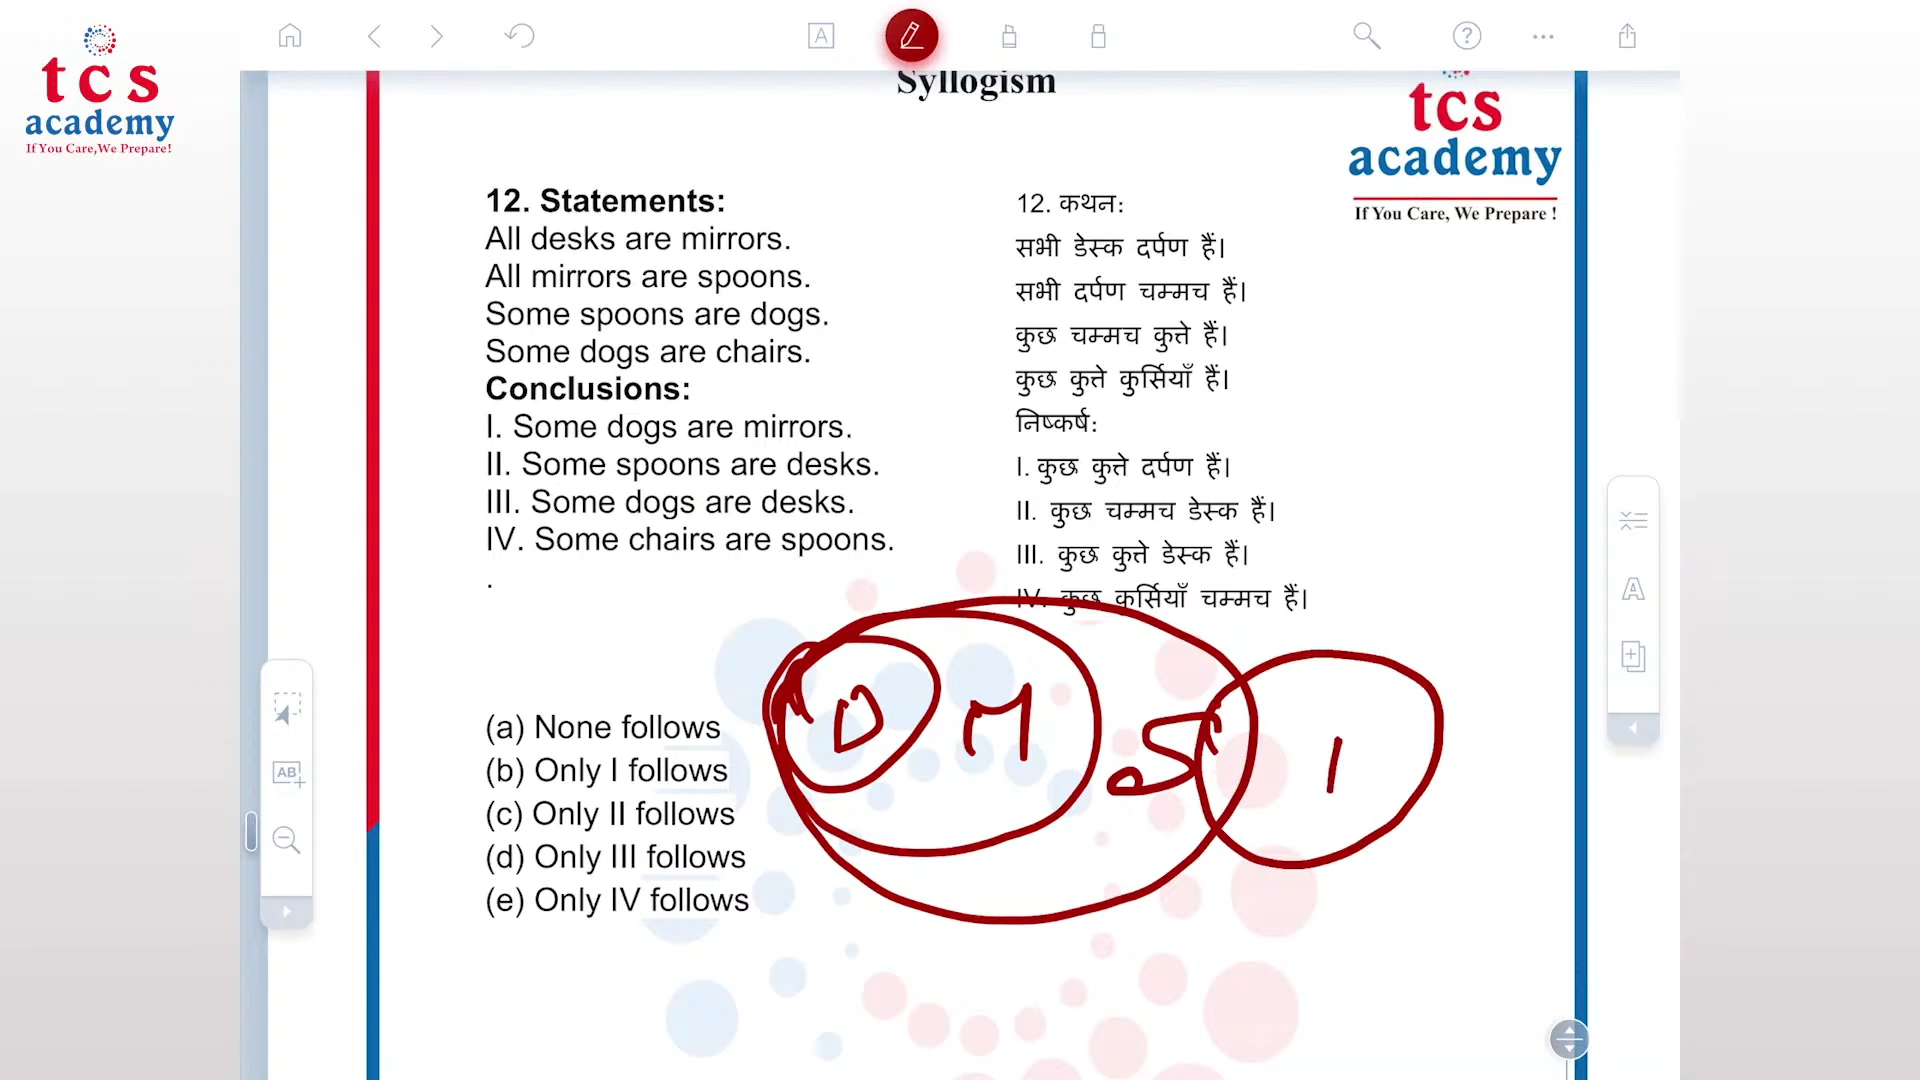 tcs
academy
If You Care,We Prepare!
A
?
Syllogism
tcs
academy
If You Care, We Prepare !
12. Statements:
All desks are mirrors.
All mirrors are spoons.
Some spoons are dogs.
Some dogs are chairs.
Conclusions:
I. Some dogs are mirrors.
II. Some spoons are desks.
III. Some dogs are desks.
IV. Some chairs are spoons.
.
12. कथन:
सभी डेस्क दर्पण हैं।
सभी दर्पण चम्मच हैं।
कुछ चम्मच कुत्ते हैं।
कुछ कुत्ते कुर्सियाँ हैं।
निष्कर्ष:
I. कुछ कुत्ते दर्पण हैं।
II. कुछ चम्मच डेस्क हैं।
III. कुछ कुत्ते डेस्क हैं।
IV. कुछ कुर्सियाँ चम्मच हैं।
(a) None follows
(b) Only I follows
(c) Only II follows
(d) Only III follows
(e) Only IV follows
D M S I
AB
A